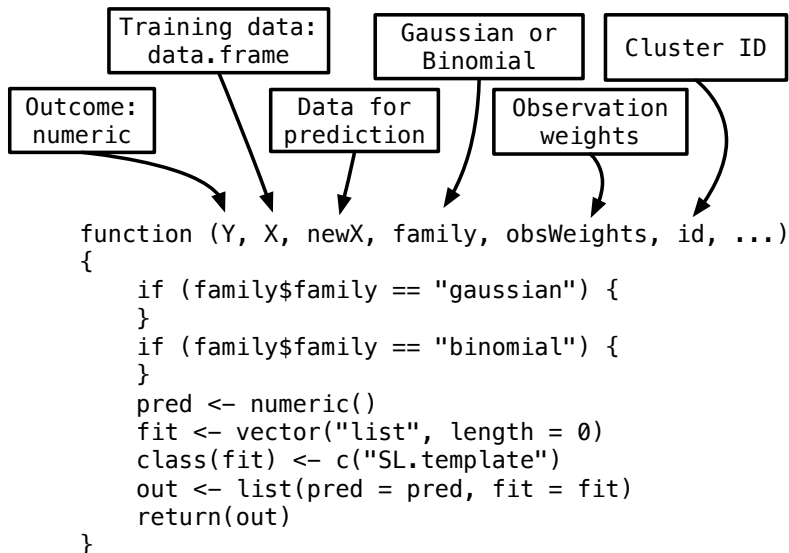 Training data:
data.frame
Gaussian or
Binomial
Cluster ID
Outcome:
numeric
Data for
prediction
Observation
weights
function (Y, X, newX, family, obsWeights, id, ...)
{
    if (family$family == "gaussian") {
    }
    if (family$family == "binomial") {
    }
    pred <- numeric()
    fit <- vector("list", length = 0)
    class(fit) <- c("SL.template")
    out <- list(pred = pred, fit = fit)
    return(out)
}